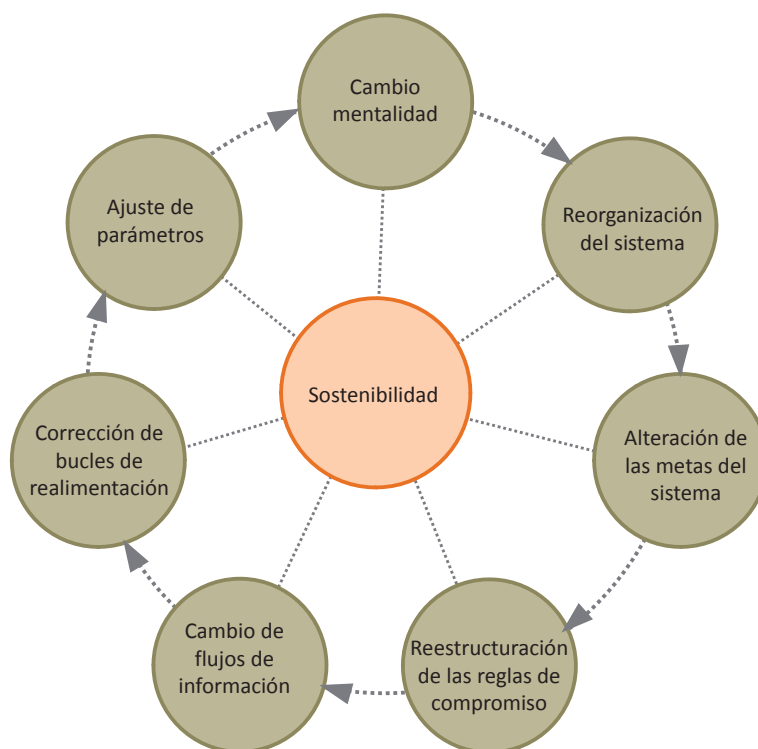 Cambio
mentalidad
Reorganización
del sistema
Alteración de
las metas del
sistema
Reestructuración
de las reglas de
compromiso
Cambio de
flujos de
información
Corrección de
bucles de
realimentación
Ajuste de
parámetros
Sostenibilidad